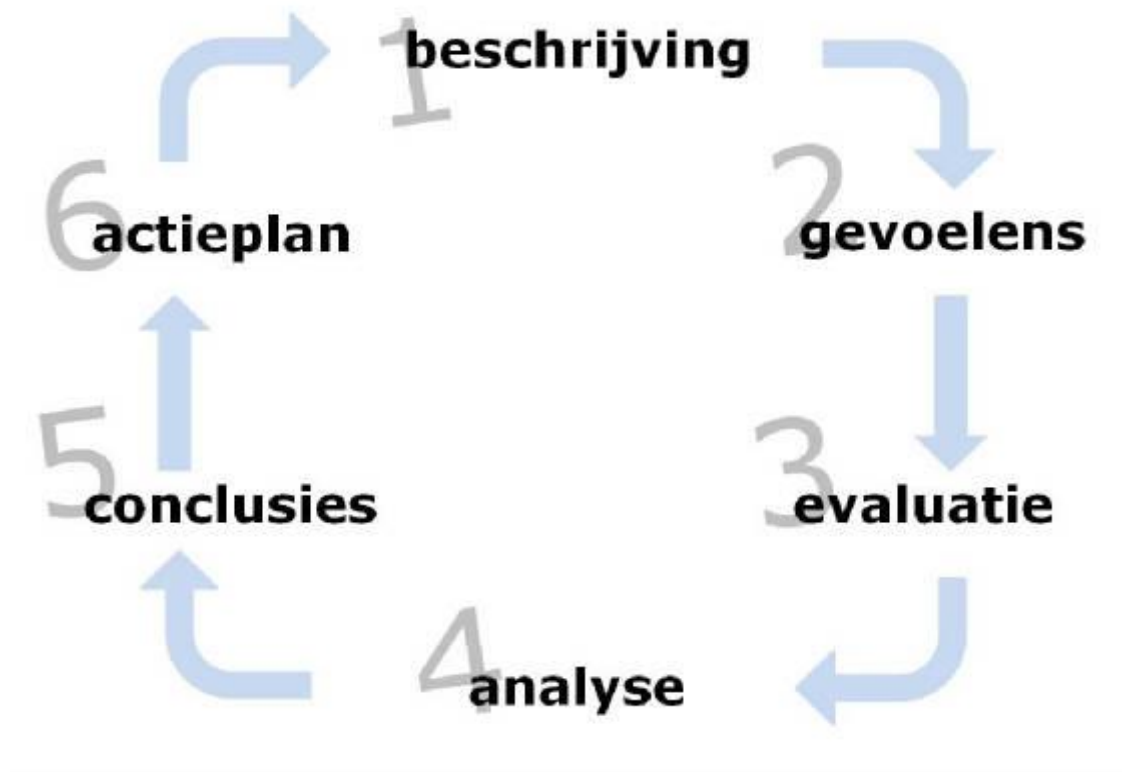 1 beschrijving
2 gevoelens
3 evaluatie
4 analyse
5 conclusies
6 actieplan